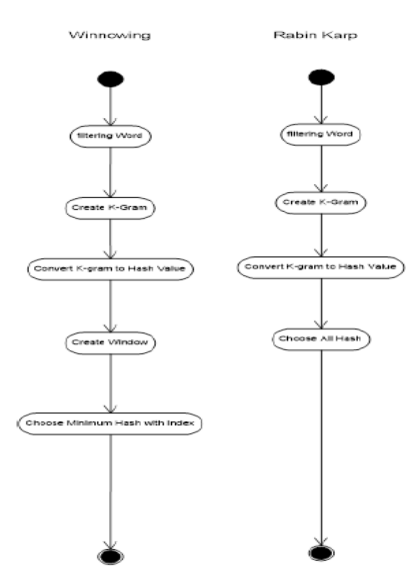 Winnowing
filtering Word
Create K-Gram
Convert K-gram to Hash Value
Create Window
Choose Minimum Hash with Index
Rabin Karp
filtering Word
Create K-Gram
Convert K-gram to Hash Value
Choose All Hash